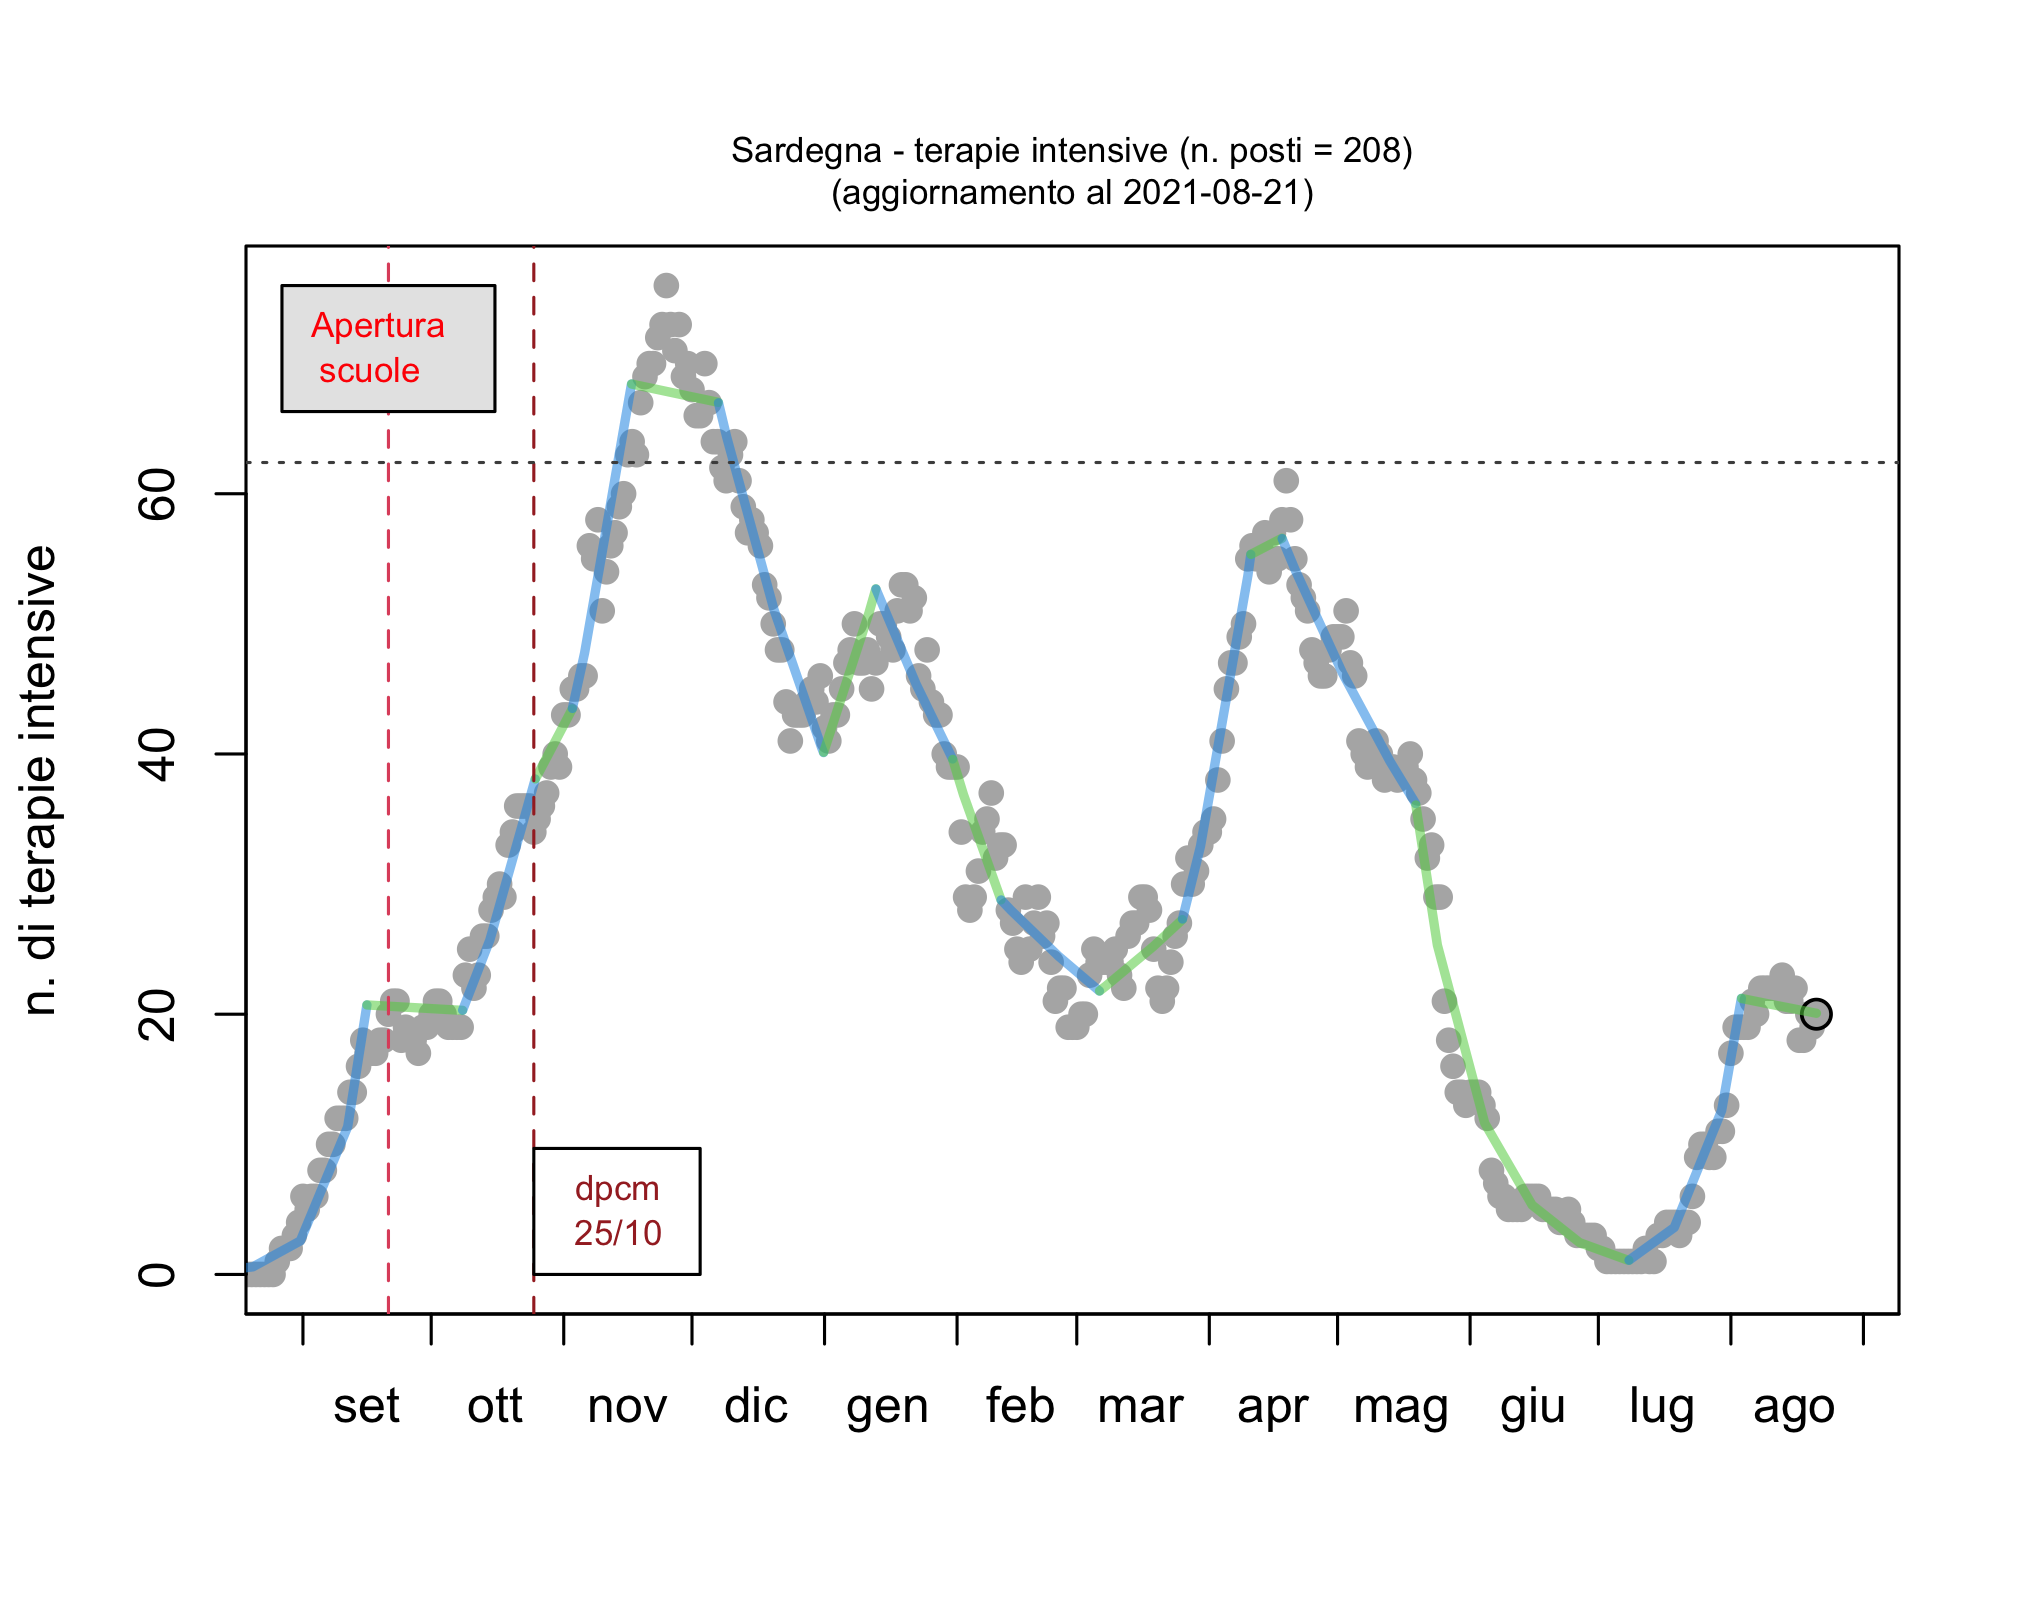 Sardegna - terapie intensive (n. posti = 208)
(aggiornamento al 2021-08-21)
Apertura
scuole
n. di terapie intensive
60
40
20
0
dpcm
25/10
set ott nov dic gen feb mar apr mag giu lug ago